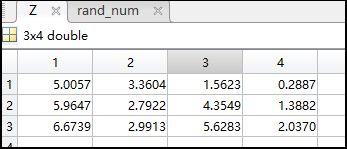 Z rand_num
3x4 double
1 2 3 4
1 5.0057 3.3604 1.5623 0.2887
2 5.9647 2.7922 4.3549 1.3882
3 6.6739 2.9913 5.6283 2.0370